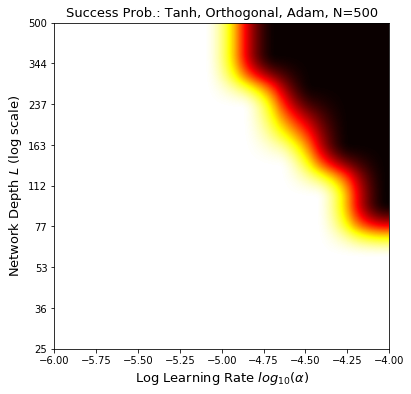 Success Prob.: Tanh, Orthogonal, Adam, N=500
Network Depth L (log scale)
500
344
237
163
112
77
53
36
25
−6.00 −5.75 −5.50 −5.25 −5.00 −4.75 −4.50 −4.25 −4.00
Log Learning Rate log₁₀(α)